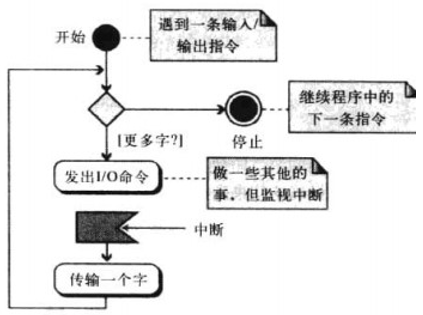 开始
遇到一条输入/
输出指令
继续程序中的
下一条指令
[更多字?]
停止
发出I/O命令
做一些其他的
事，但监视中断
中断
传输一个字